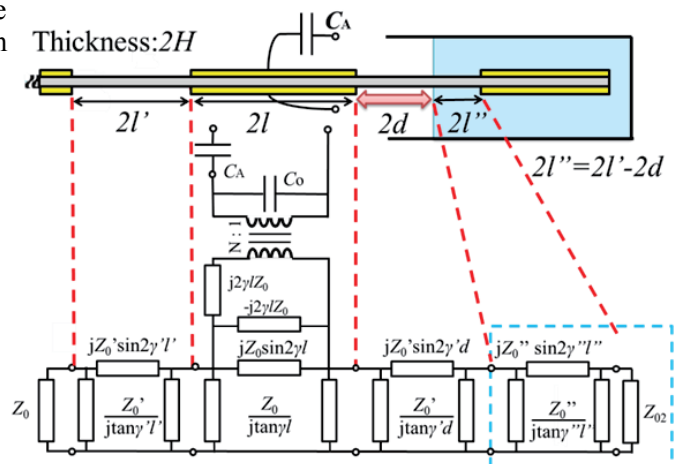 e
n
Thickness:2H
CA
2l’
2l
2d
2l”
2l”=2l’-2d
CA
Co
N : 1
j2γlZ0
-j2γlZ0
jZ0’sin2γ’l’
jZ0sin2γl
jZ0’sin2γ’d
jZ0” sin2γ”l”
Z0
Z0’
jtanγ’l’
Z0
jtanγl
Z0’
jtanγ’d
Z0”
jtanγ”l’
Z02